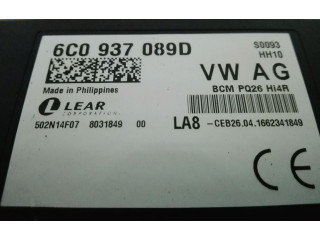 6C0 937 089D
S0093
HH10
Made in Philippines
VW AG
BCM PQ26 Hi4R
LEAR
CORPORATION
502N14F07 8031849 00
LA8 -CEB26.04.1662341849
CE